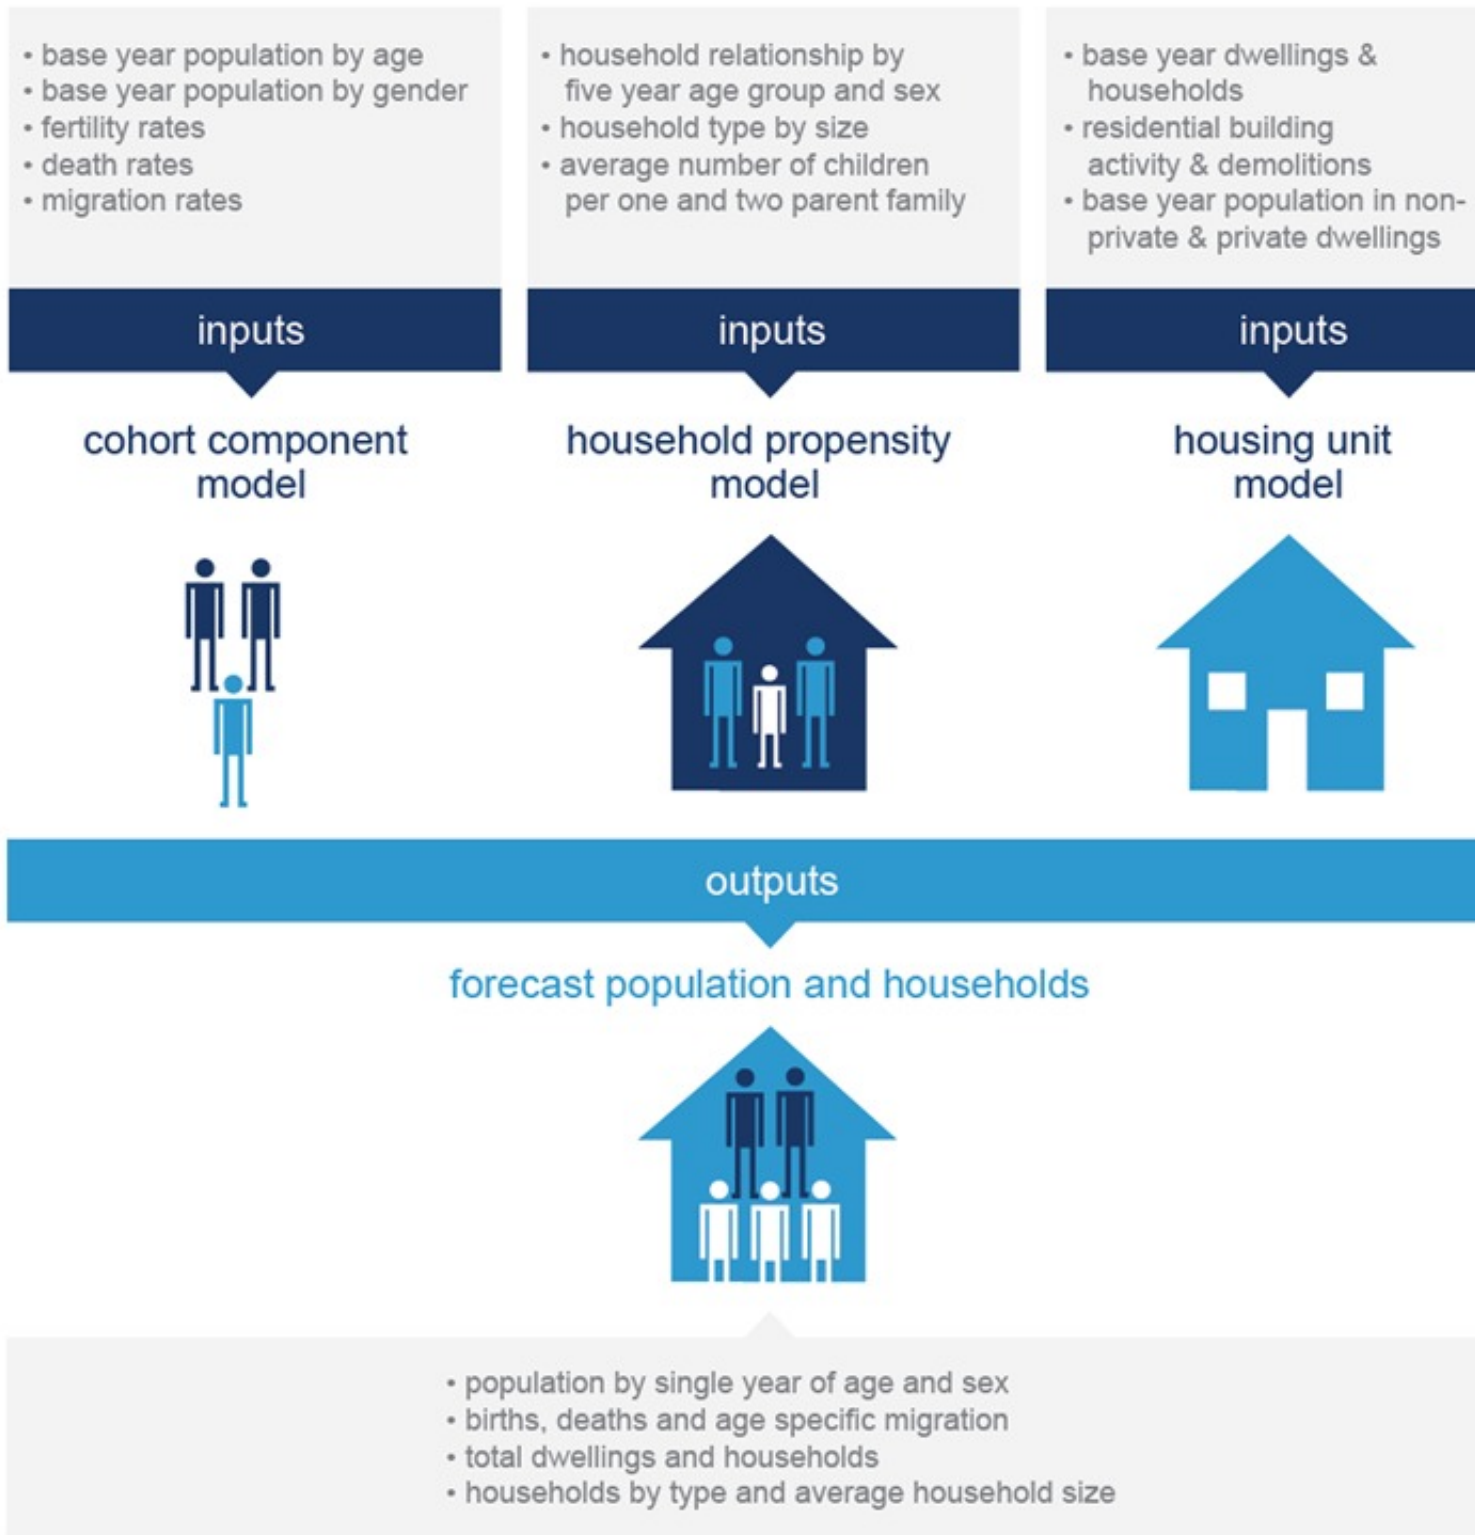 • base year population by age
• base year population by gender
• fertility rates
• death rates
• migration rates
• household relationship by
five year age group and sex
• household type by size
• average number of children
per one and two parent family
• base year dwellings &
households
• residential building
activity & demolitions
• base year population in non-
private & private dwellings
inputs
inputs
inputs
cohort component
model
household propensity
model
housing unit
model
outputs
forecast population and households
• population by single year of age and sex
• births, deaths and age specific migration
• total dwellings and households
• households by type and average household size